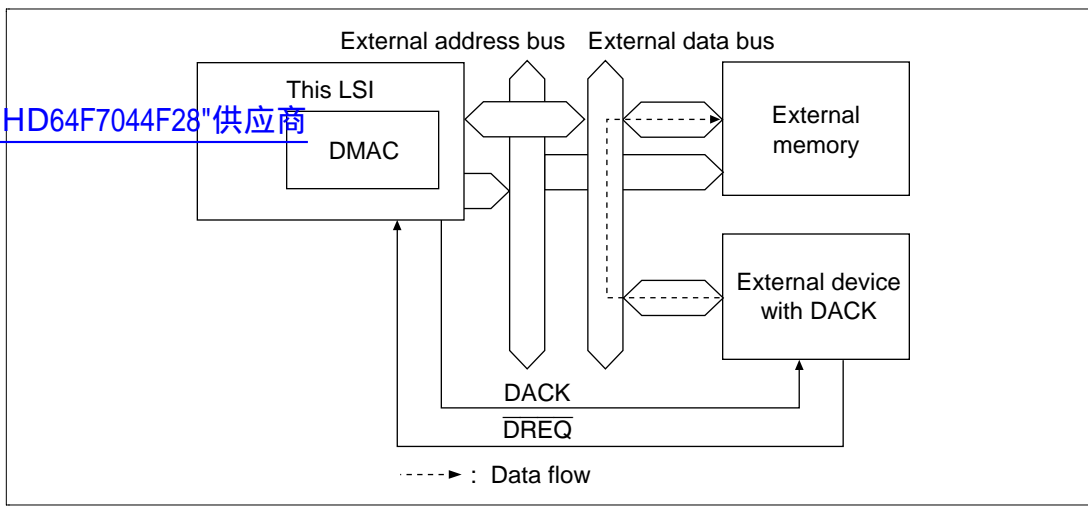 External address bus External data bus
This LSI
HD64F7044F28"供应商
DMAC
External
memory
External device
with DACK
DACK
DREQ
: Data flow